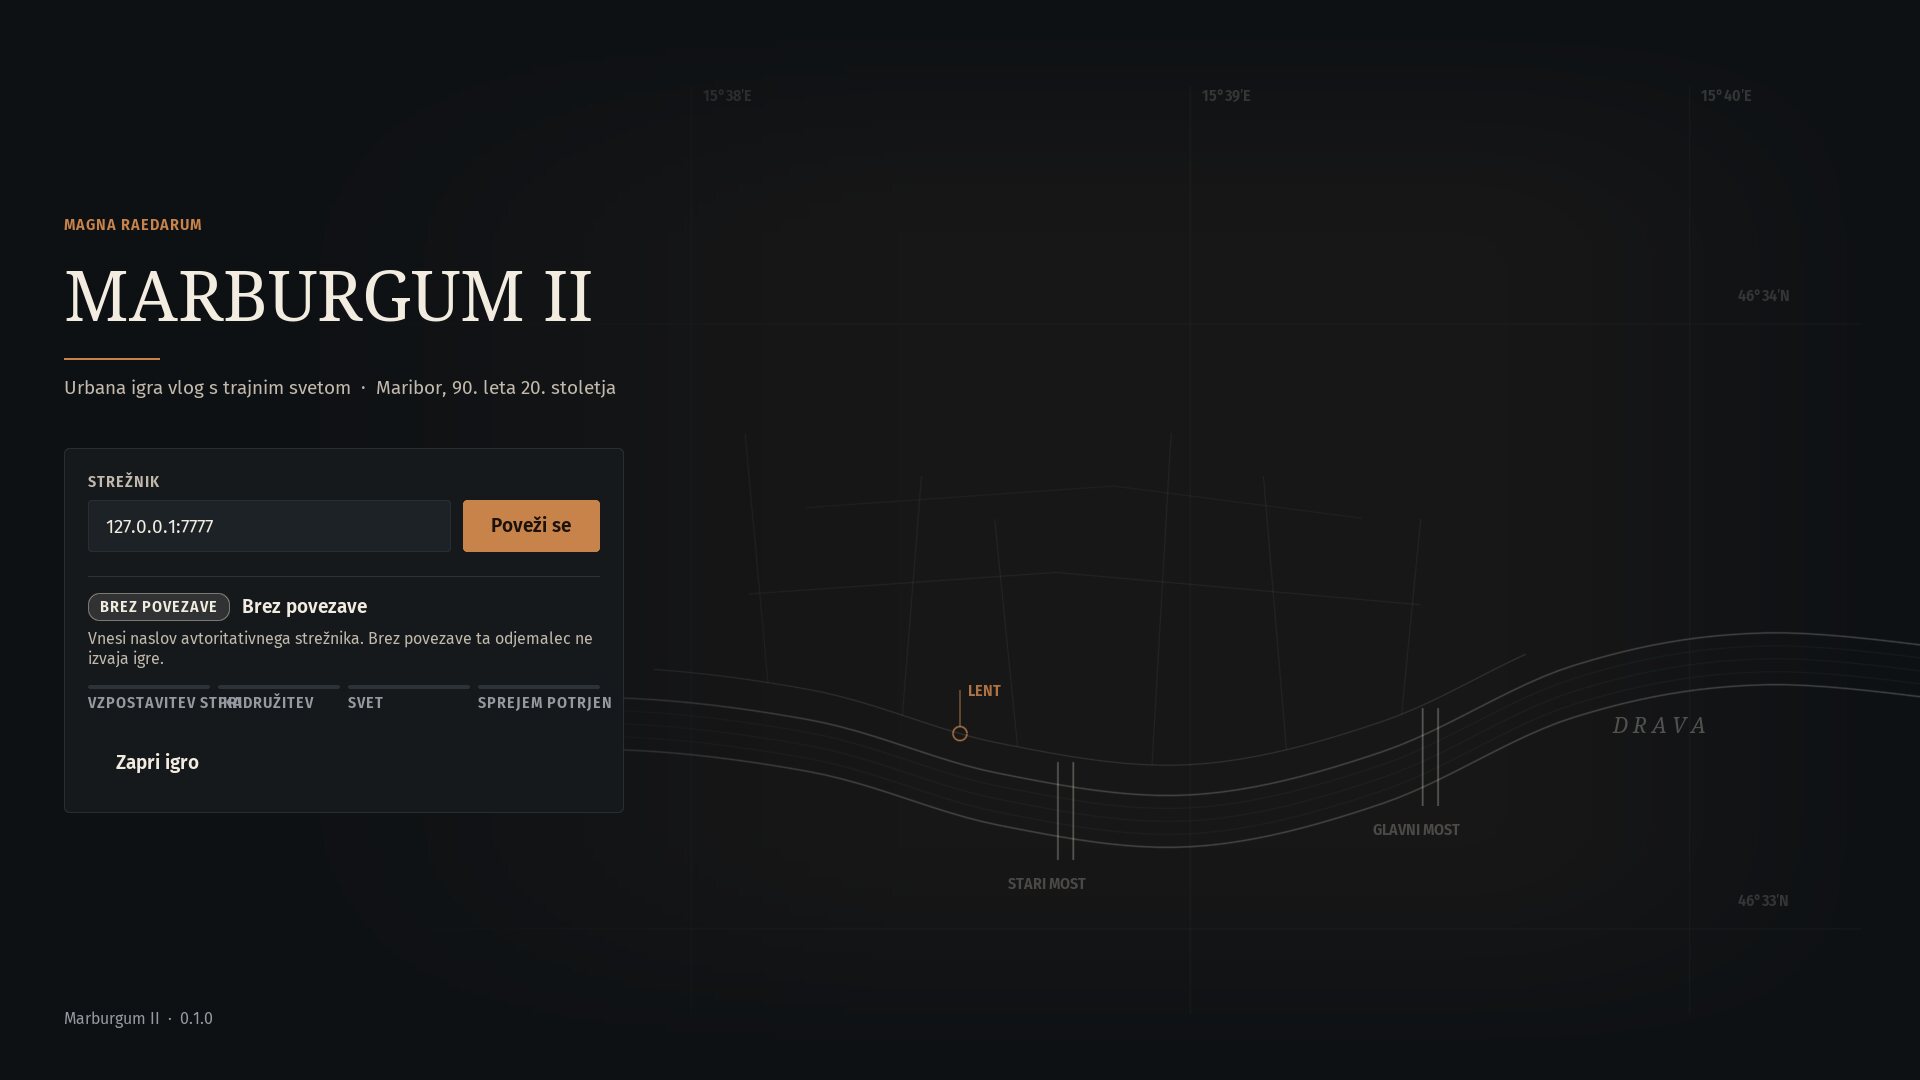 15°38'E
15°39'E
15°40'E
MAGNA RAEDARUM
MARBURGUM II
46°34'N
Urbana igra vlog s trajnim svetom · Maribor, 90. leta 20. stoletja
STREŽNIK
127.0.0.1:7777
Poveži se
BREZ POVEZAVE
Brez povezave
Vnesi naslov avtoritativnega strežnika. Brez povezave ta odjemalec ne
izvaja igre.
VZPOSTAVITEV
SVET
SPREJEM POTRJEN
Zapri igro
LENT
DRAVA
GLAVNI MOST
STARI MOST
46°33'N
Marburgum II · 0.1.0